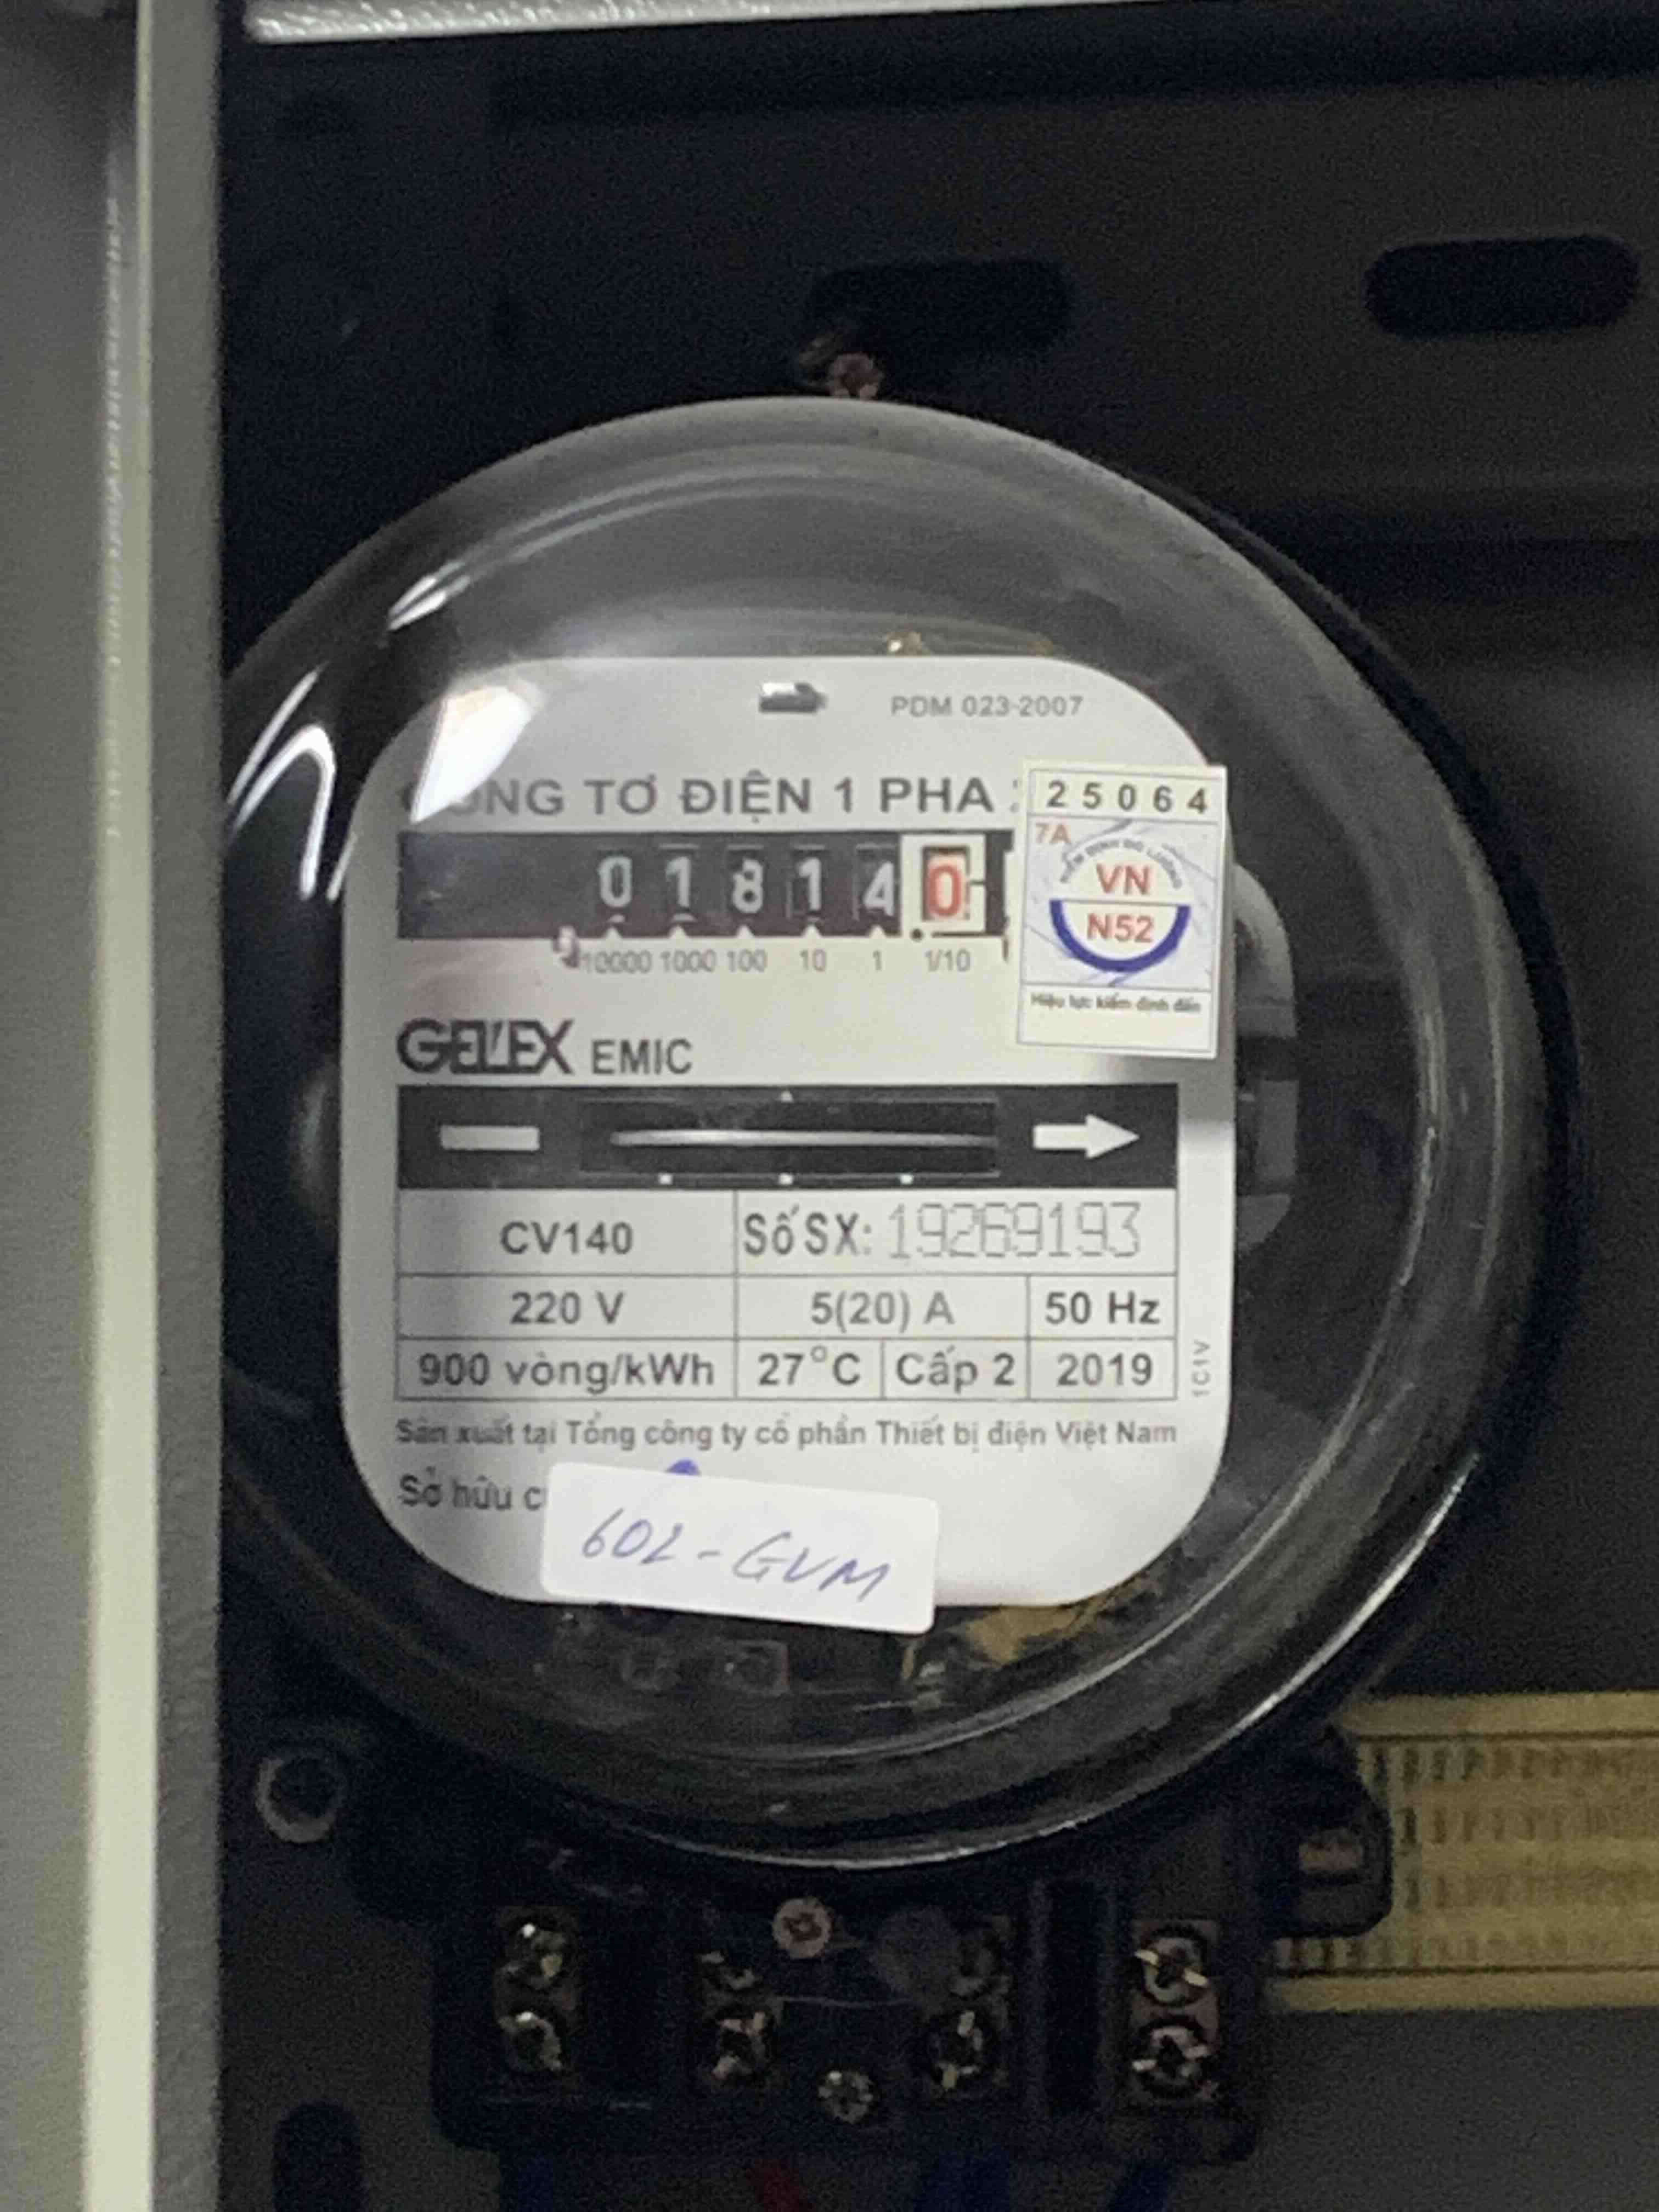 PDM 023-2007
TƠ ĐIỆN 1 PHA
25064
7A
VN
N52
Hiệu lực kiểm định đến
01814 0
10000 1000 100 10 1 1/10
GELEX EMIC
CV140 Số SX: 19269193
220 V 5(20) A 50 Hz
900 vòng/kWh 27°C Cấp 2 2019
1C1V
Sản xuất tại Tổng công ty cổ phần Thiết bị điện Việt Nam
Sở hữu
602-GVM